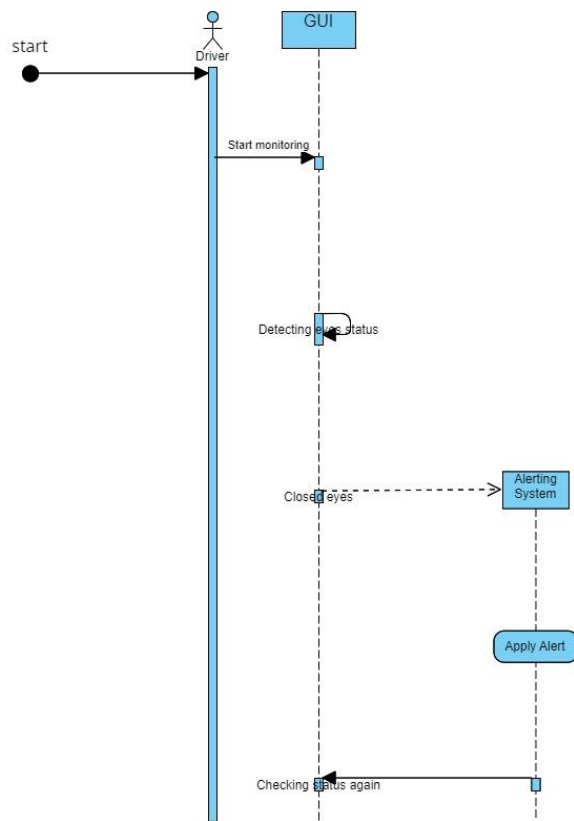 GUI
start
Driver
Start monitoring
Detecting eyes status
Alerting
System
Closed eyes
Apply Alert
Checking status again